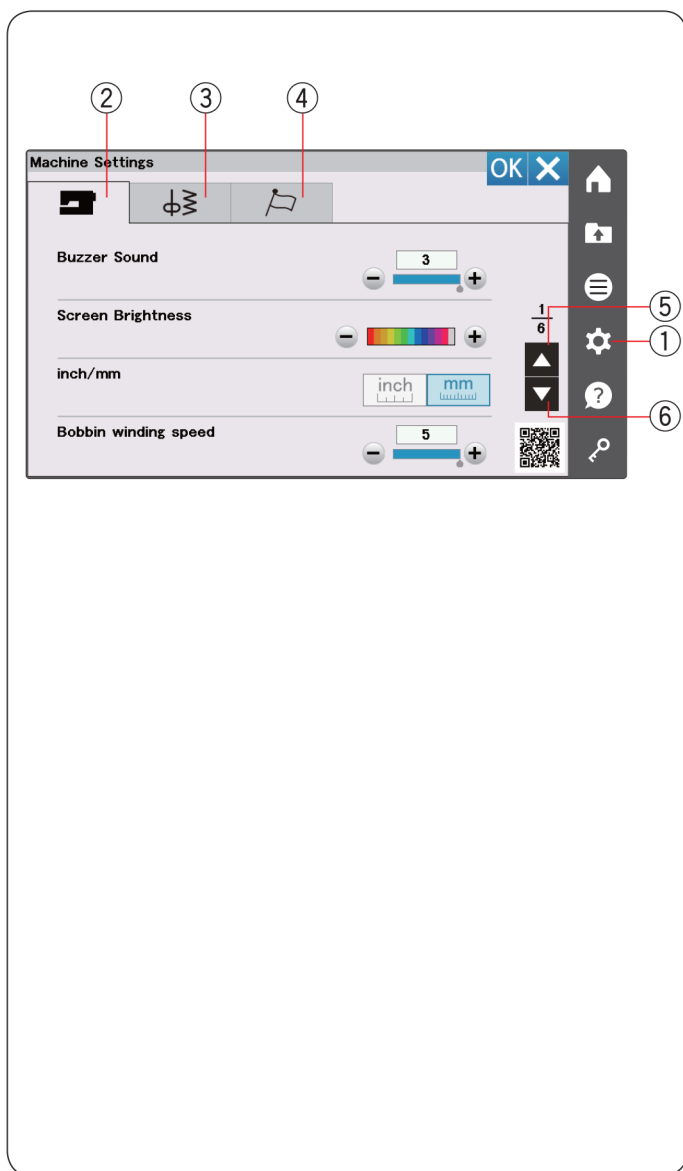 ② ③ ④
Machine Settings OK
Buzzer Sound 3
⑤
Screen Brightness 1
6
①
inch/mm inch mm
?
⑥
Bobbin winding speed 5